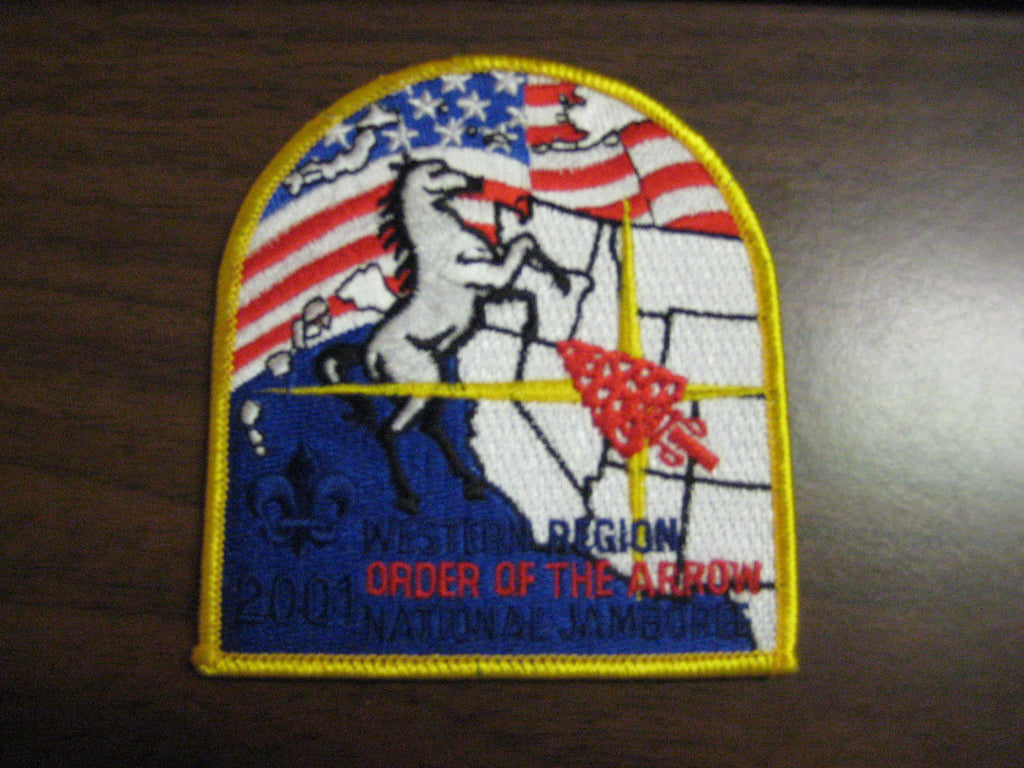 WESTERN REGION
ORDER OF THE ARROW
2001 NATIONAL JAMBOREE